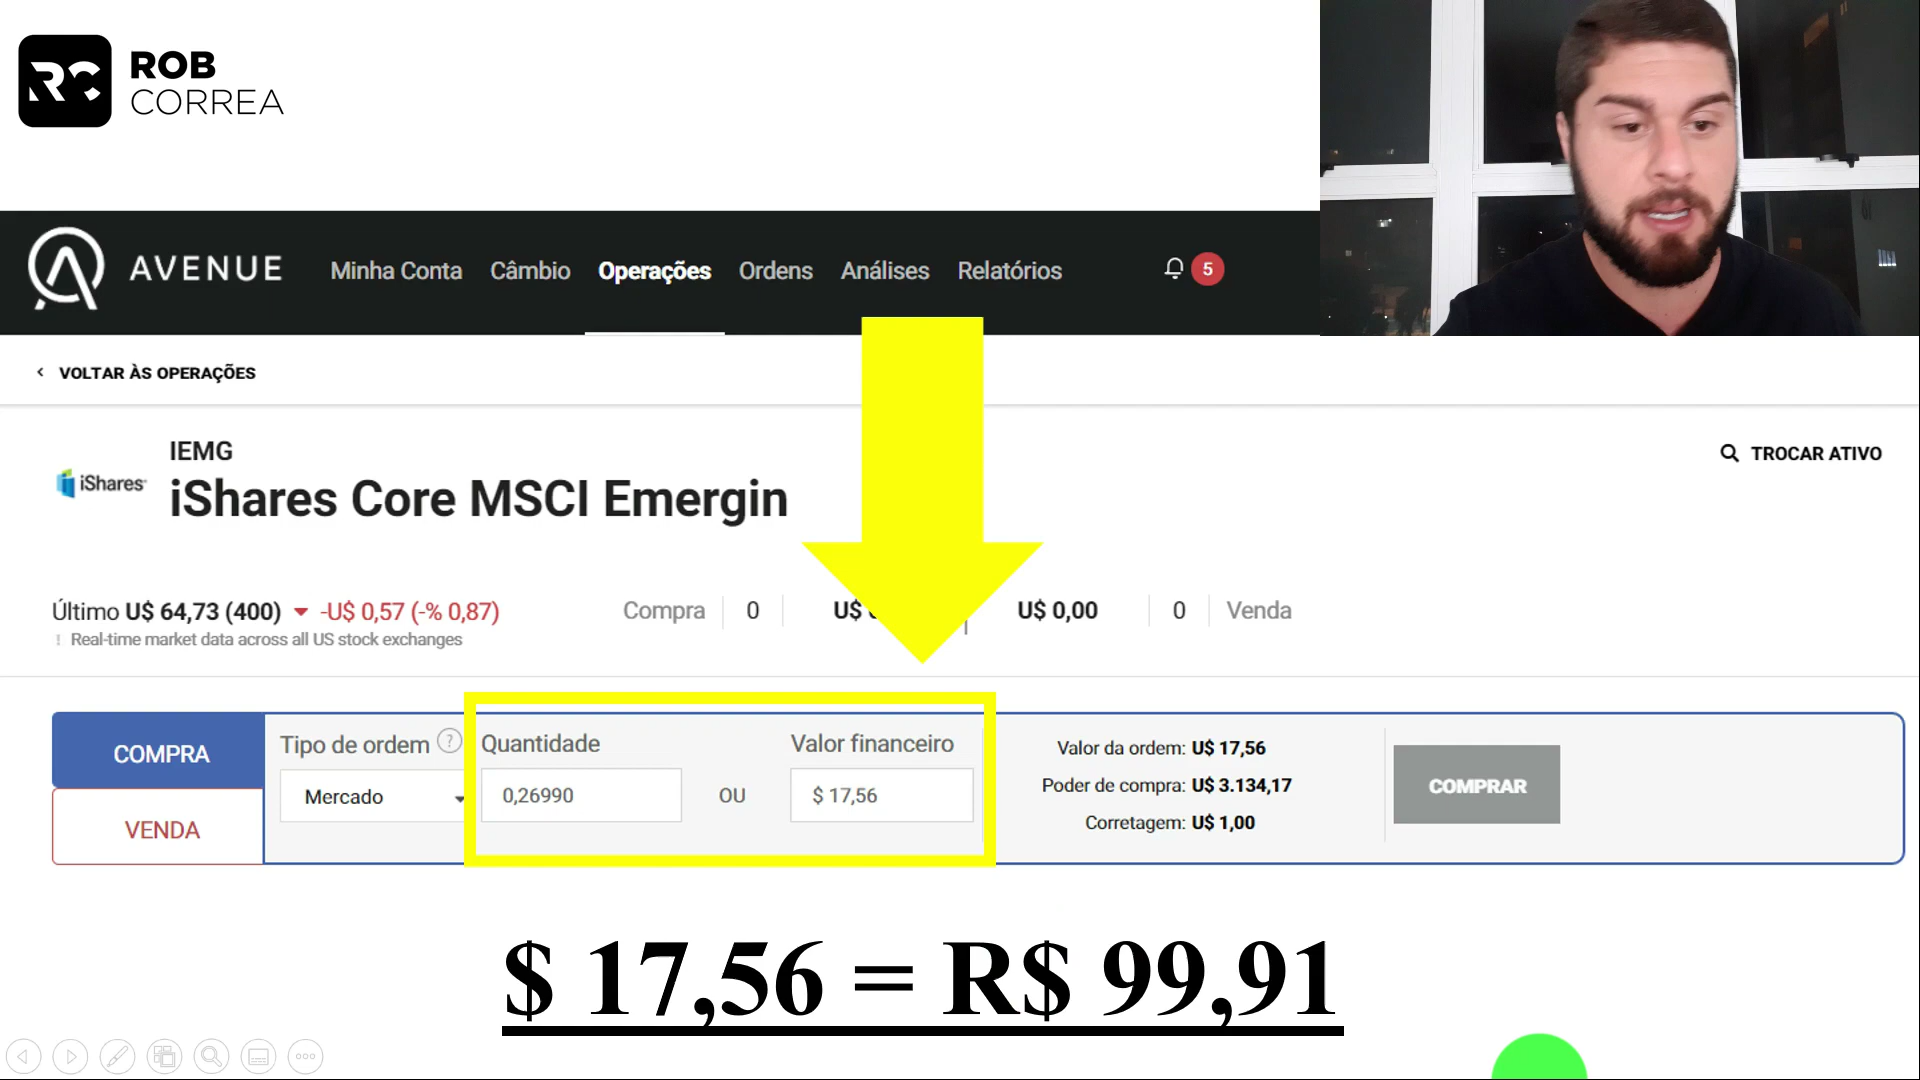 RC ROB
CORREA
AVENUE Minha Conta Câmbio Operações Ordens Análises Relatórios 5
VOLTAR ÀS OPERAÇÕES
IEMG
iShares iShares Core MSCI Emergin
TROCAR ATIVO
Último U$ 64,73 (400) -U$ 0,57 (-% 0,87) Compra 0 U$ U$ 0,00 0 Venda
! Real-time market data across all US stock exchanges
COMPRA
VENDA
Tipo de ordem ?
Mercado
Quantidade
0,26990
OU
Valor financeiro
$ 17,56
Valor da ordem: U$ 17,56
Poder de compra: U$ 3.134,17
Corretagem: U$ 1,00
COMPRAR
$ 17,56 = R$ 99,91